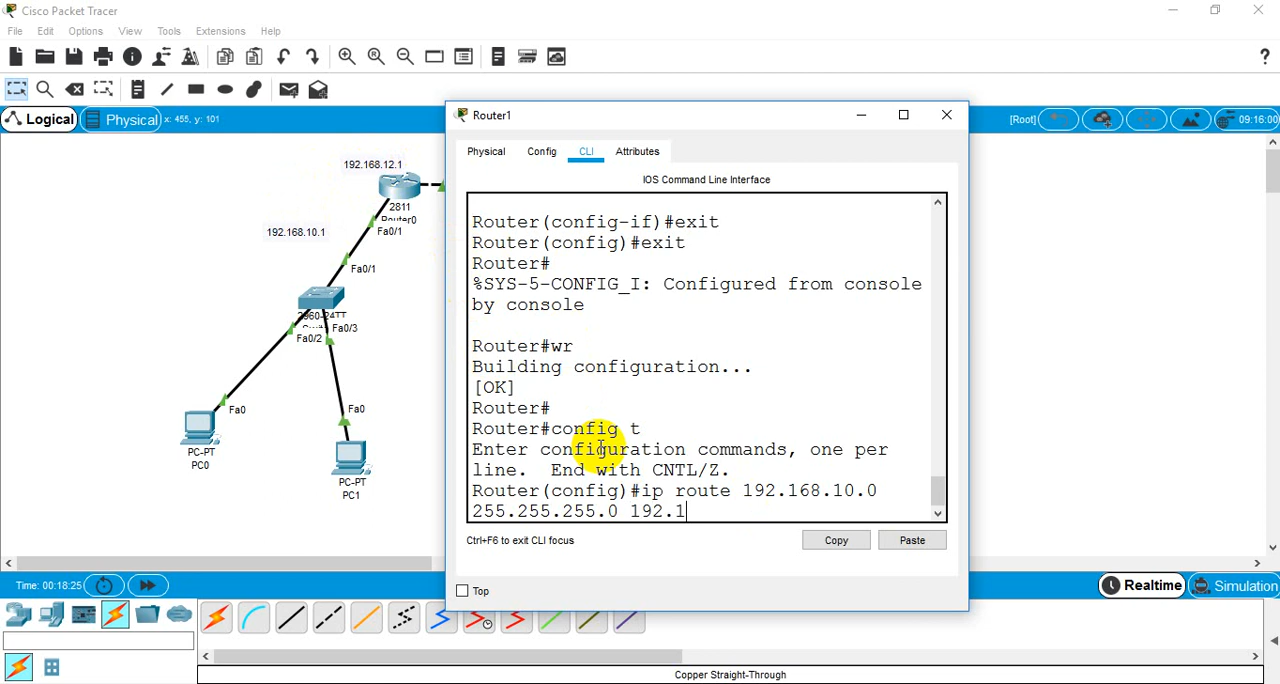 Cisco Packet Tracer
File Edit Options View Tools Extensions Help
?
Logical Physical x: 455, y: 101 [Root] 09:16:00
192.168.12.1
2811
Router0
Fa0/1
192.168.10.1
Fa0/1
2960-24TT
Fa0/3
Fa0/2
Fa0
Fa0
PC-PT
PC0
PC-PT
PC1
Router1
Physical Config CLI Attributes
IOS Command Line Interface
Router(config-if)#exit
Router(config)#exit
Router#
%SYS-5-CONFIG_I: Configured from console
by console
Router#wr
Building configuration...
[OK]
Router#
Router#config t
Enter configuration commands, one per
line. End with CNTL/Z.
Router(config)#ip route 192.168.10.0
255.255.255.0 192.1
Ctrl+F6 to exit CLI focus
Copy Paste
Top
Time: 00:18:25 Realtime Simulation
Copper Straight-Through